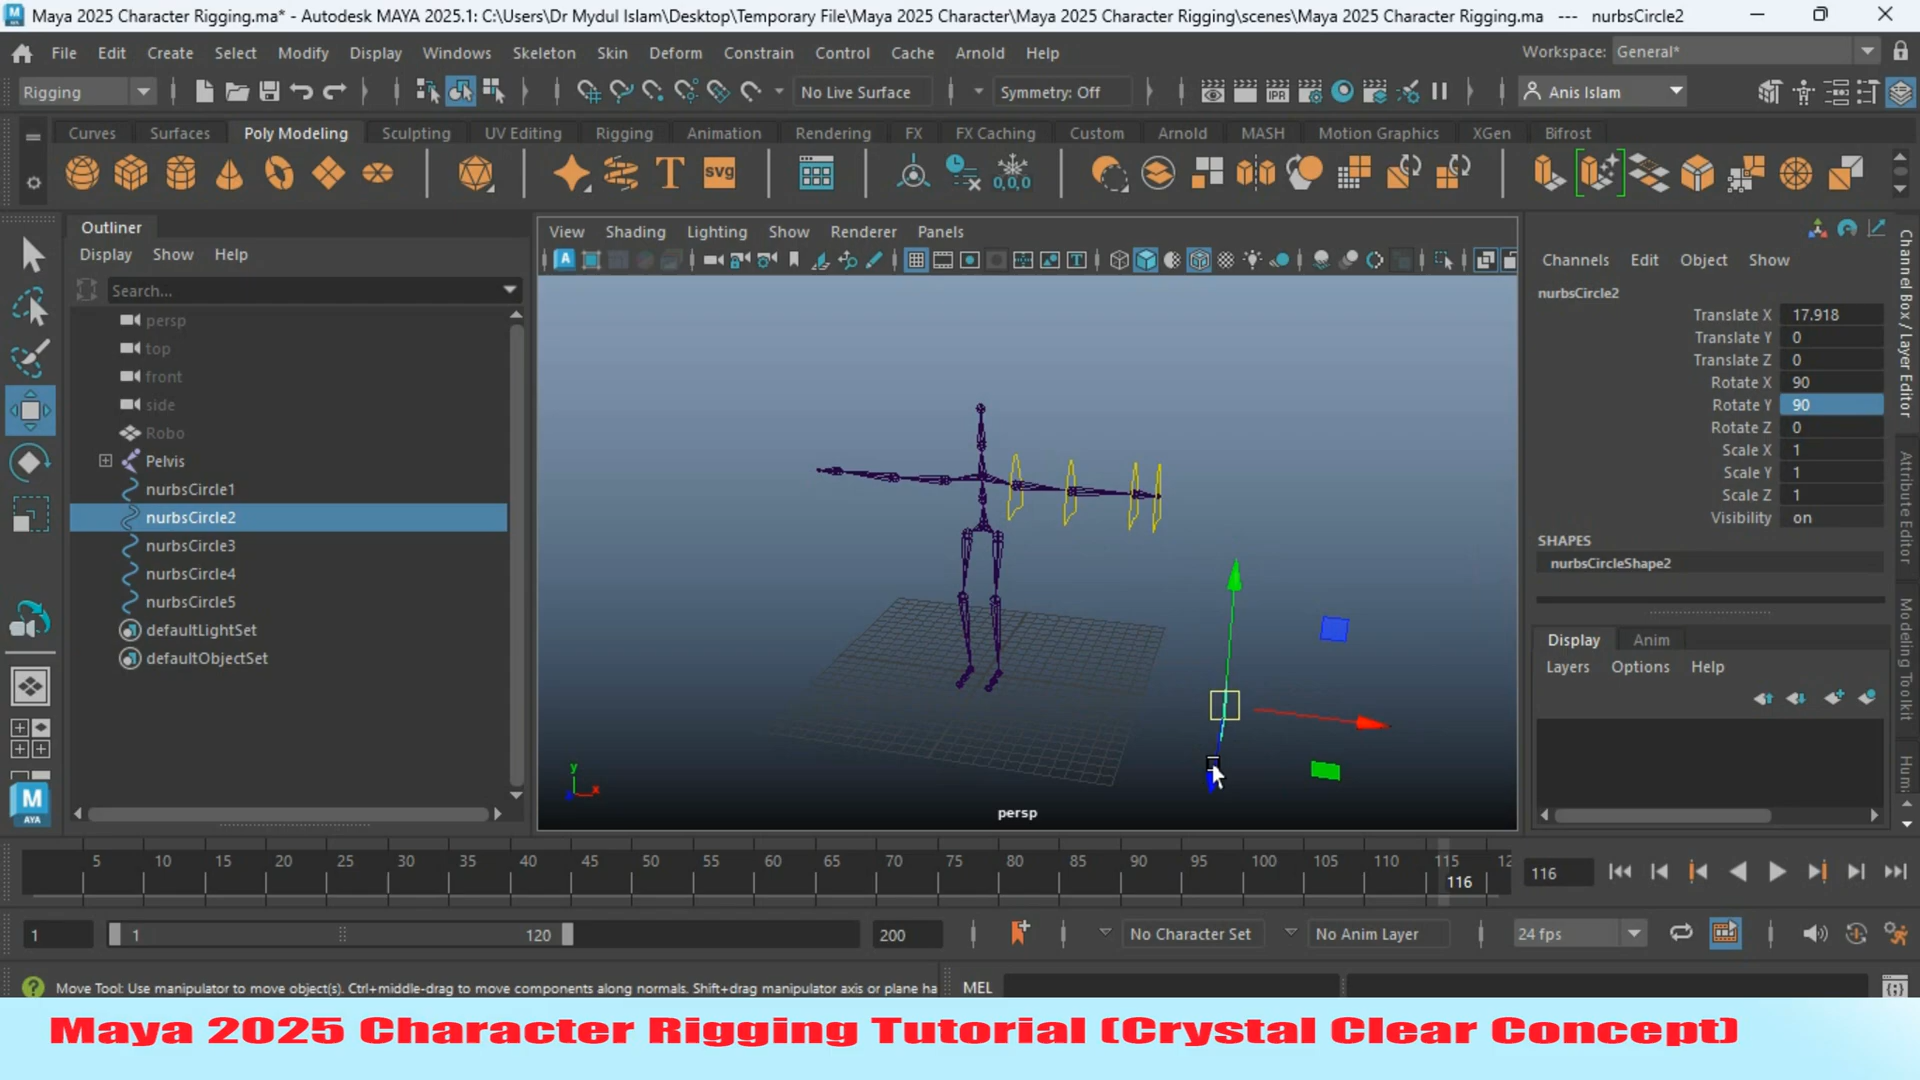 Maya 2025 Character Rigging.ma* - Autodesk MAYA 2025.1: C:\Users\Dr Mydul Islam\Desktop\Temporary File\Maya 2025 Character\Maya 2025 Character Rigging\scenes\Maya 2025 Character Rigging.ma --- nurbsCircle2
File Edit Create Select Modify Display Windows Skeleton Skin Deform Constrain Control Cache Arnold Help
Workspace: General*
Rigging
No Live Surface
Symmetry: Off
IPR
Anis Islam
Curves Surfaces Poly Modeling Sculpting UV Editing Rigging Animation Rendering FX FX Caching Custom Arnold MASH Motion Graphics XGen Bifrost
T
SVG
0,0,0
Outliner
Display Show Help
Search...
persp
top
front
side
Robo
Pelvis
nurbsCircle1
nurbsCircle2
nurbsCircle3
nurbsCircle4
nurbsCircle5
defaultLightSet
defaultObjectSet
M
AYA
View Shading Lighting Renderer Panels
y
x
persp
Channels Edit Object Show
nurbsCircle2
Translate X 17.918
Translate Y 0
Translate Z 0
Rotate X 90
Rotate Y 90
Rotate Z 0
Scale X 1
Scale Y 1
Scale Z 1
Visibility on
SHAPES
nurbsCircleShape2
Display Anim
Layers Options Help
Channel Box / Layer Editor
Attribute Editor
Modeling Toolkit
5 10 15 20 25 30 35 40 45 50 55 60 65 70 75 80 85 90 95 100 105 110 115
116
116
1
1
120
200
No Character Set
No Anim Layer
24 fps
Move Tool: Use manipulator to move object(s). Ctrl+middle-drag to move components along normals. Shift+drag manipulator axis or plane ha
MEL
Maya 2025 Character Rigging Tutorial (Crystal Clear Concept)